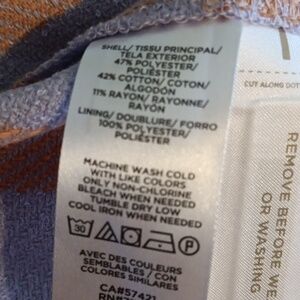 SHELL/ TISSU PRINCIPAL/
TELA EXTERIOR
47% POLYESTER/
POLIÉSTER
42% COTTON/ COTON/
ALGODÓN
11% RAYON/ RAYONNE/
RAYÓN
LINING/ DOUBLURE/ FORRO
100% POLYESTER/
POLIÉSTER
MACHINE WASH COLD
WITH LIKE COLORS
ONLY NON-CHLORINE
BLEACH WHEN NEEDED
TUMBLE DRY LOW
COOL IRON WHEN NEEDED
30
AVEC DES COULEURS
SEMBLABLES / CON
COLORES SIMILARES
CA#57421
RN#
CUT ALONG DOT
REMOVE BEFORE WE
OR WASHING